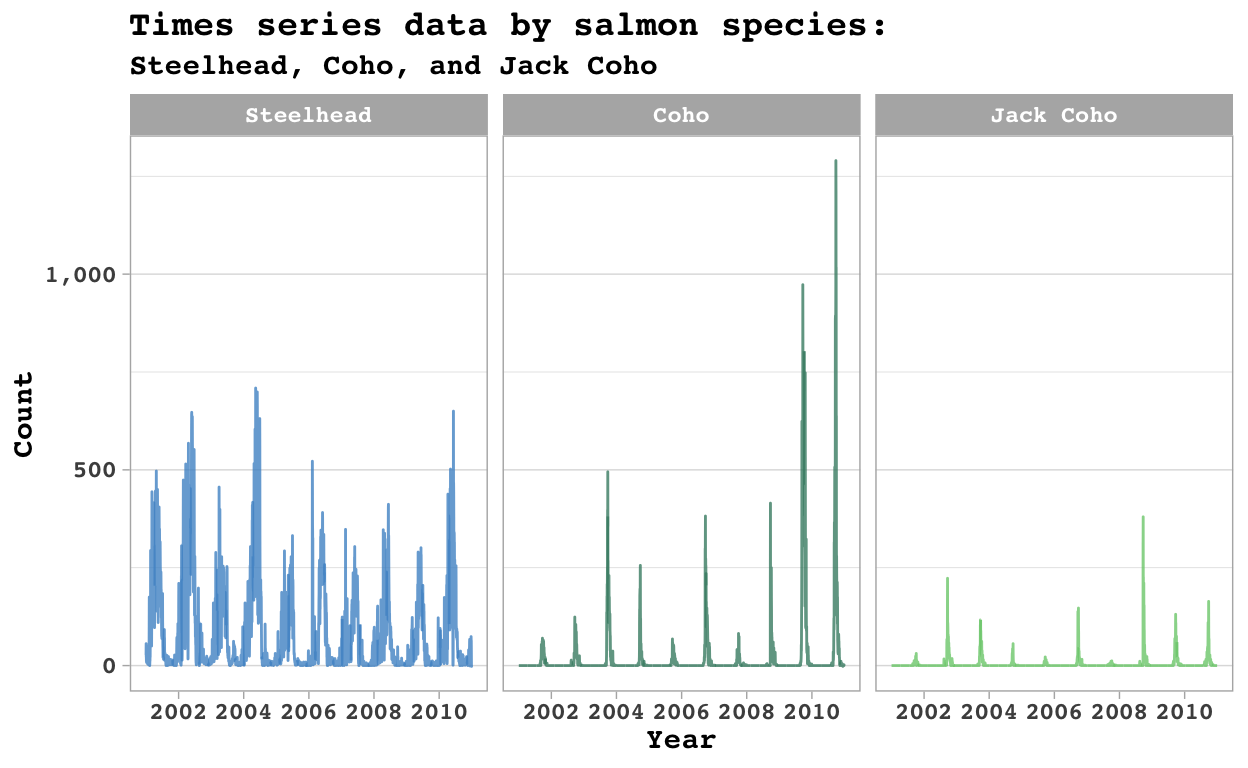 Times series data by salmon species:
Steelhead, Coho, and Jack Coho
Steelhead Coho Jack Coho
1,000
500
0
Count
2002 2004 2006 2008 2010 2002 2004 2006 2008 2010 2002 2004 2006 2008 2010
Year